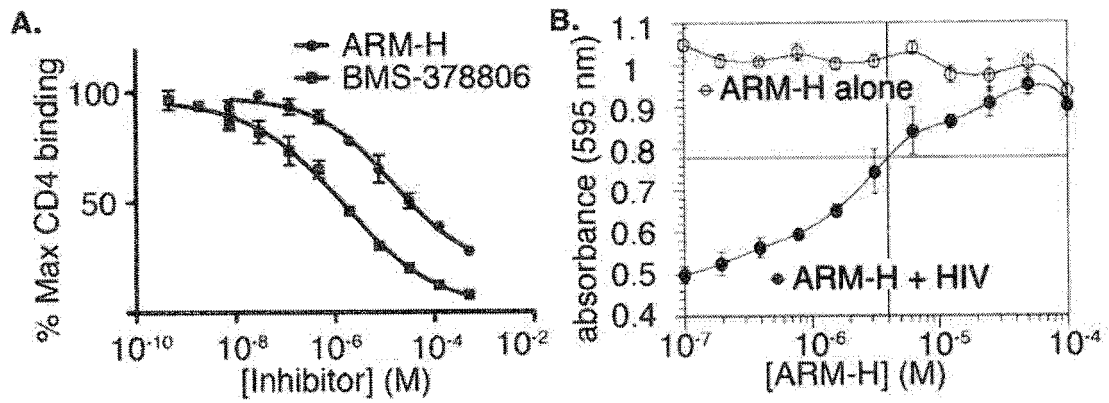 A.
ARM-H
BMS-378806
% Max CD4 binding
100
50
10-10
10-8
10-6
10-4
10-2
[Inhibitor] (M)
B.
absorbance (595 nm)
1.1
1
0.9
0.8
0.7
0.6
0.5
0.4
ARM-H alone
ARM-H + HIV
10-7
10-6
10-5
10-4
[ARM-H] (M)